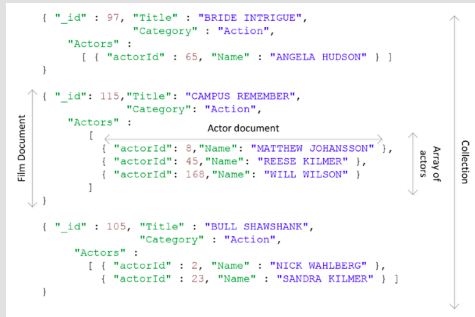 { "_id" : 97, "Title" : "BRIDE INTRIGUE",
"Category" : "Action",
"Actors" :
[ { "actorId" : 65, "Name" : "ANGELA HUDSON" } ]
}
{ "_id": 115,"Title": "CAMPUS REMEMBER",
"Category": "Action",
"Actors" :
[
Actor document
{ "actorId": 8,"Name": "MATTHEW JOHANSSON" },
{ "actorId": 45,"Name": "REESE KILMER" },
{ "actorId": 168,"Name": "WILL WILSON" }
]
}
Film Document
Array of
actors
Collection
{ "_id" : 105, "Title" : "BULL SHAWSHANK",
"Category" : "Action",
"Actors" :
[ { "actorId" : 2, "Name" : "NICK WAHLBERG" },
{ "actorId" : 23, "Name" : "SANDRA KILMER" } ]
}